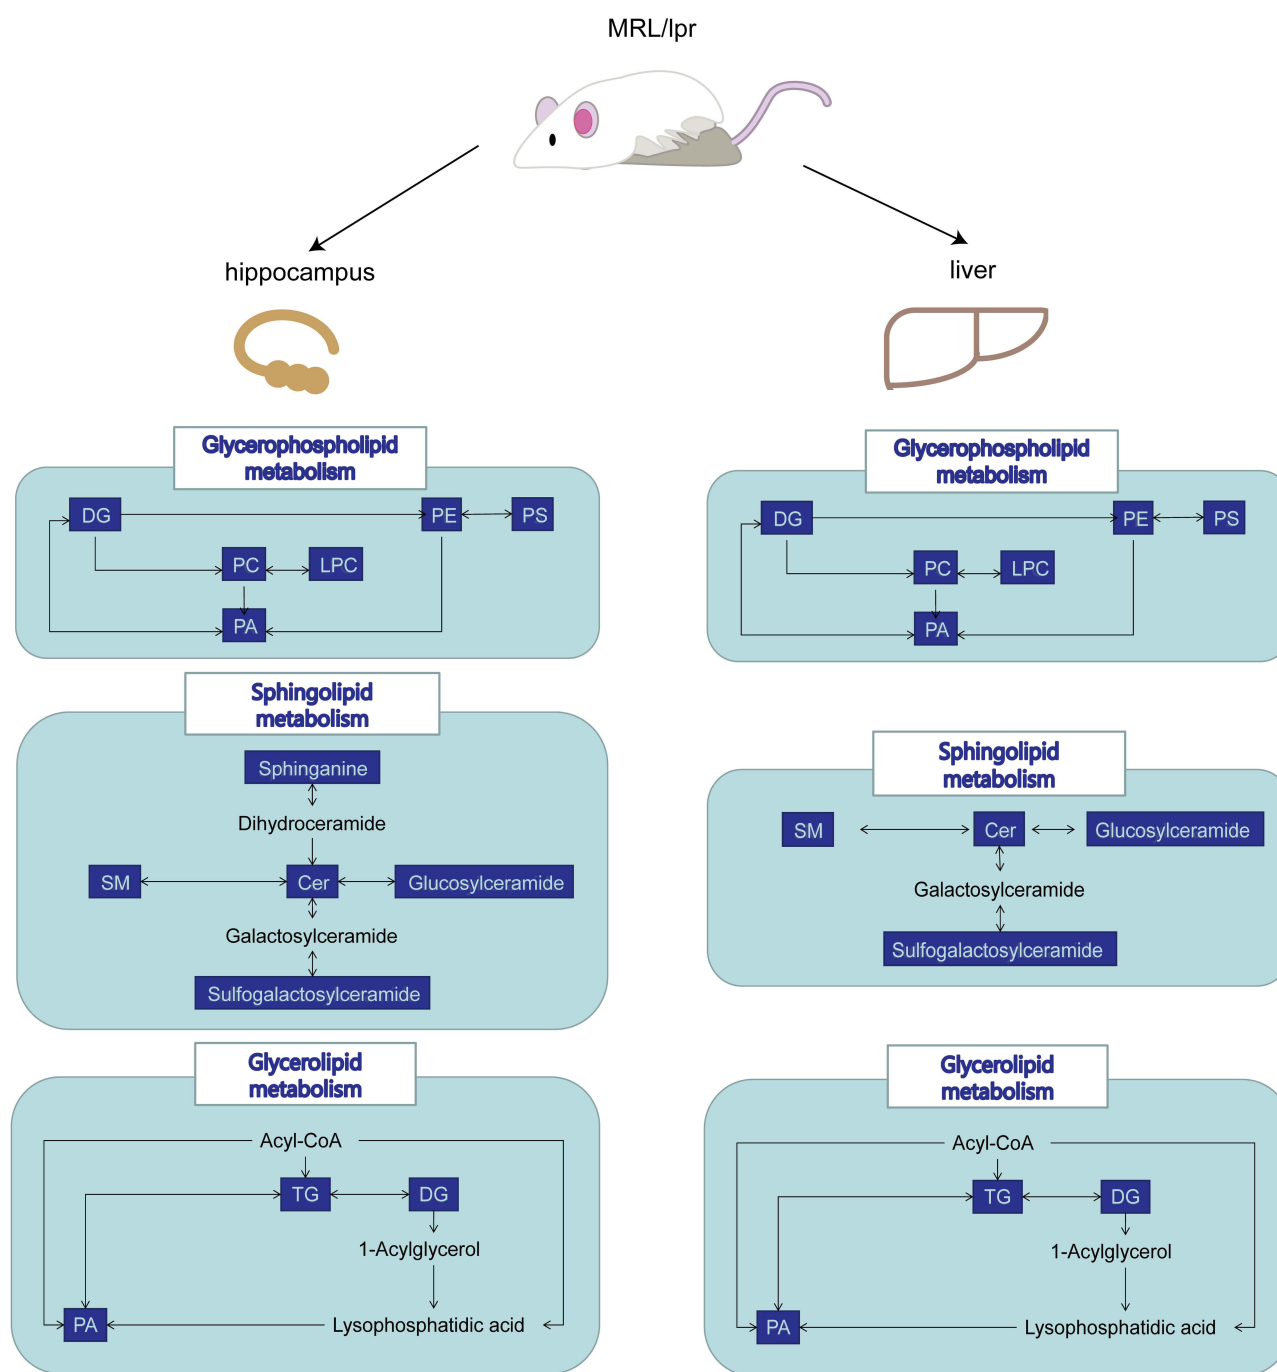 MRL/lpr
hippocampus
liver
Glycerophospholipid
metabolism
DG
PE
PS
PC
LPC
PA
Sphingolipid
metabolism
Sphinganine
Dihydroceramide
SM
Cer
Glucosylceramide
Galactosylceramide
Sulfogalactosylceramide
Glycerolipid
metabolism
Acyl-CoA
TG
DG
1-Acylglycerol
PA
Lysophosphatidic acid
Glycerophospholipid
metabolism
DG
PE
PS
PC
LPC
PA
Sphingolipid
metabolism
SM
Cer
Glucosylceramide
Galactosylceramide
Sulfogalactosylceramide
Glycerolipid
metabolism
Acyl-CoA
TG
DG
1-Acylglycerol
PA
Lysophosphatidic acid